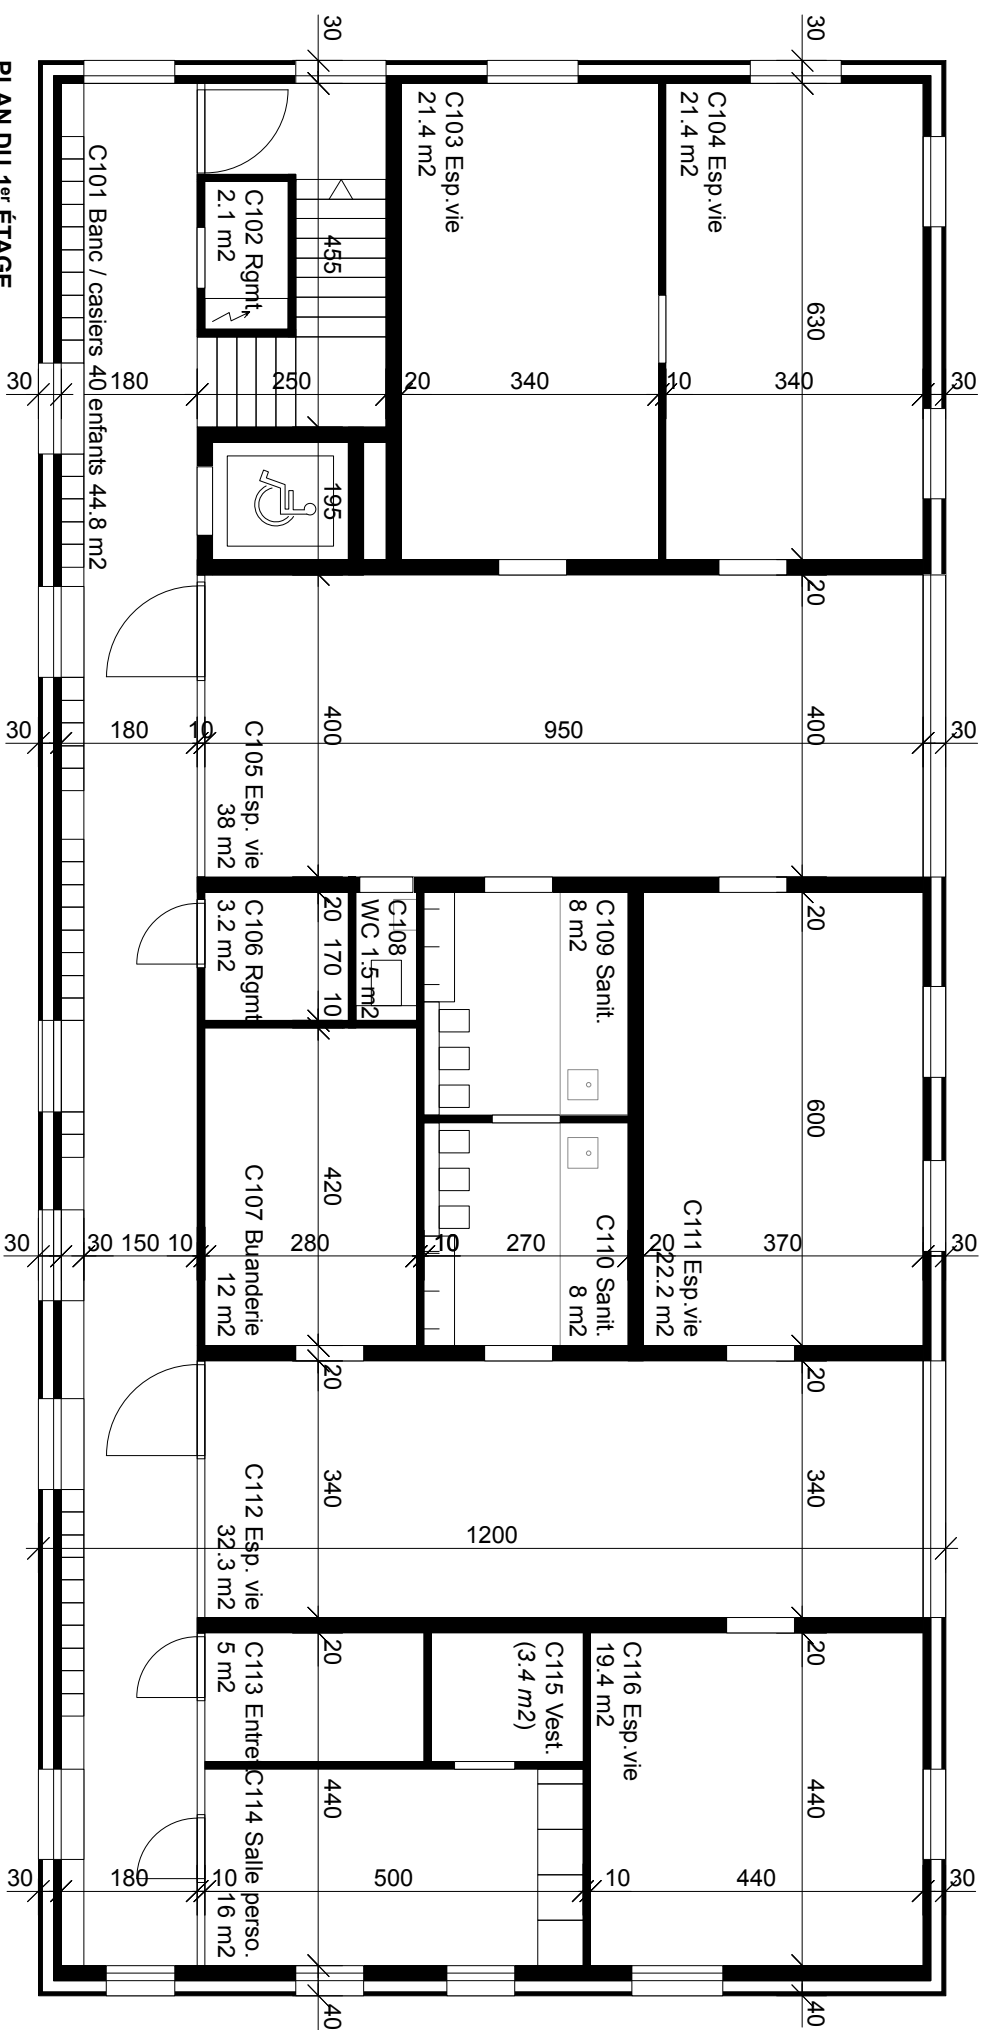 PLAN DU 1er ÉTAGE
30
30
C101 Banc / casiers 40 enfants 44.8 m2
C102 Rgmt.
2.1 m2
C103 Esp.vie
21.4 m2
C104 Esp.vie
21.4 m2
455
630
30
180
250
20
340
10
340
30
195
20
400
400
30
180
10
950
30
C105 Esp. vie
38 m2
C106 Rgmt
3.2 m2
20
170
10
C108
WC 1.5 m2
C109 Sanit.
8 m2
20
600
420
C107 Buanderie
12 m2
C110 Sanit.
8 m2
C111 Esp.vie
22.2 m2
30
30
150
10
280
10
270
20
370
30
20
20
340
340
C112 Esp. vie
32.3 m2
1200
20
20
C113 Entret.
5 m2
C115 Vest.
(3.4 m2)
C116 Esp.vie
19.4 m2
440
440
C114 Salle perso.
16 m2
30
180
10
500
10
440
30
40
40